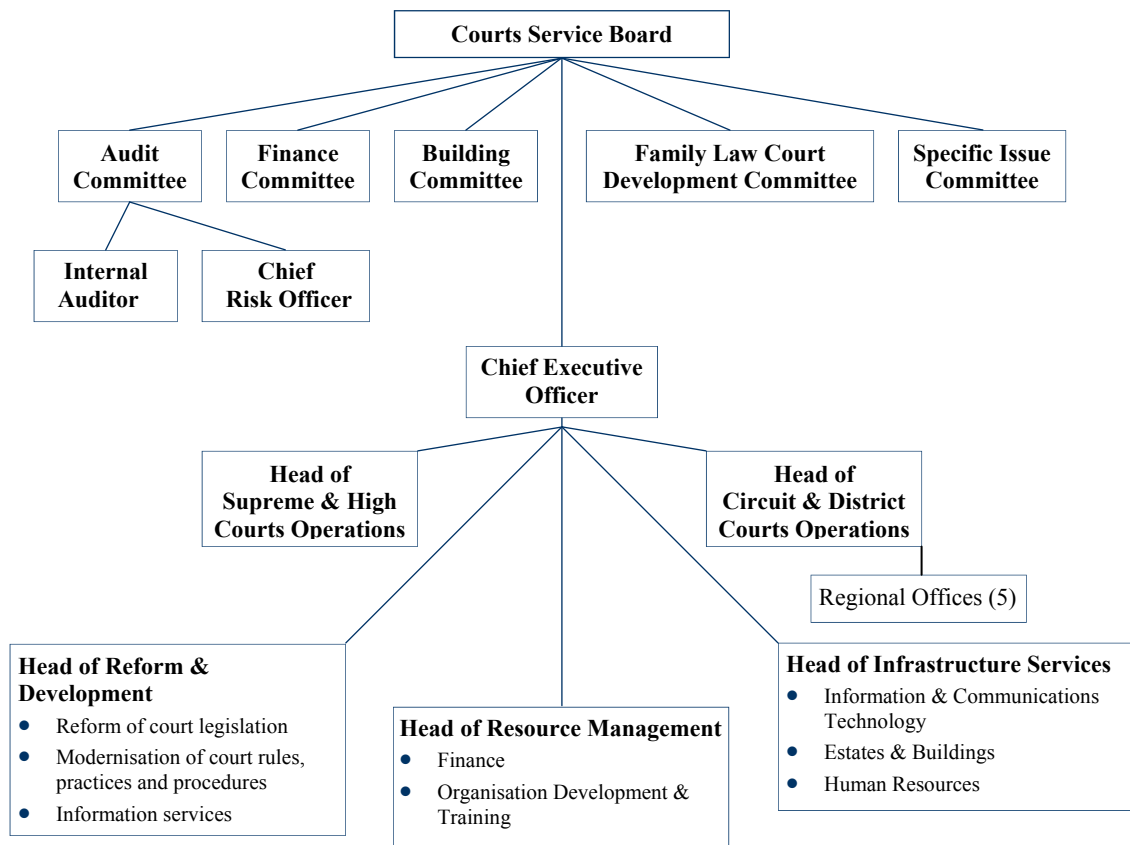 Courts Service Board
Audit
Committee
Finance
Committee
Building
Committee
Family Law Court
Development Committee
Specific Issue
Committee
Internal
Auditor
Chief
Risk Officer
Chief Executive
Officer
Head of
Supreme & High
Courts Operations
Head of
Circuit & District
Courts Operations
Regional Offices (5)
Head of Reform &
Development
• Reform of court legislation
• Modernisation of court rules,
practices and procedures
• Information services
Head of Resource Management
• Finance
• Organisation Development &
Training
Head of Infrastructure Services
• Information & Communications
Technology
• Estates & Buildings
• Human Resources